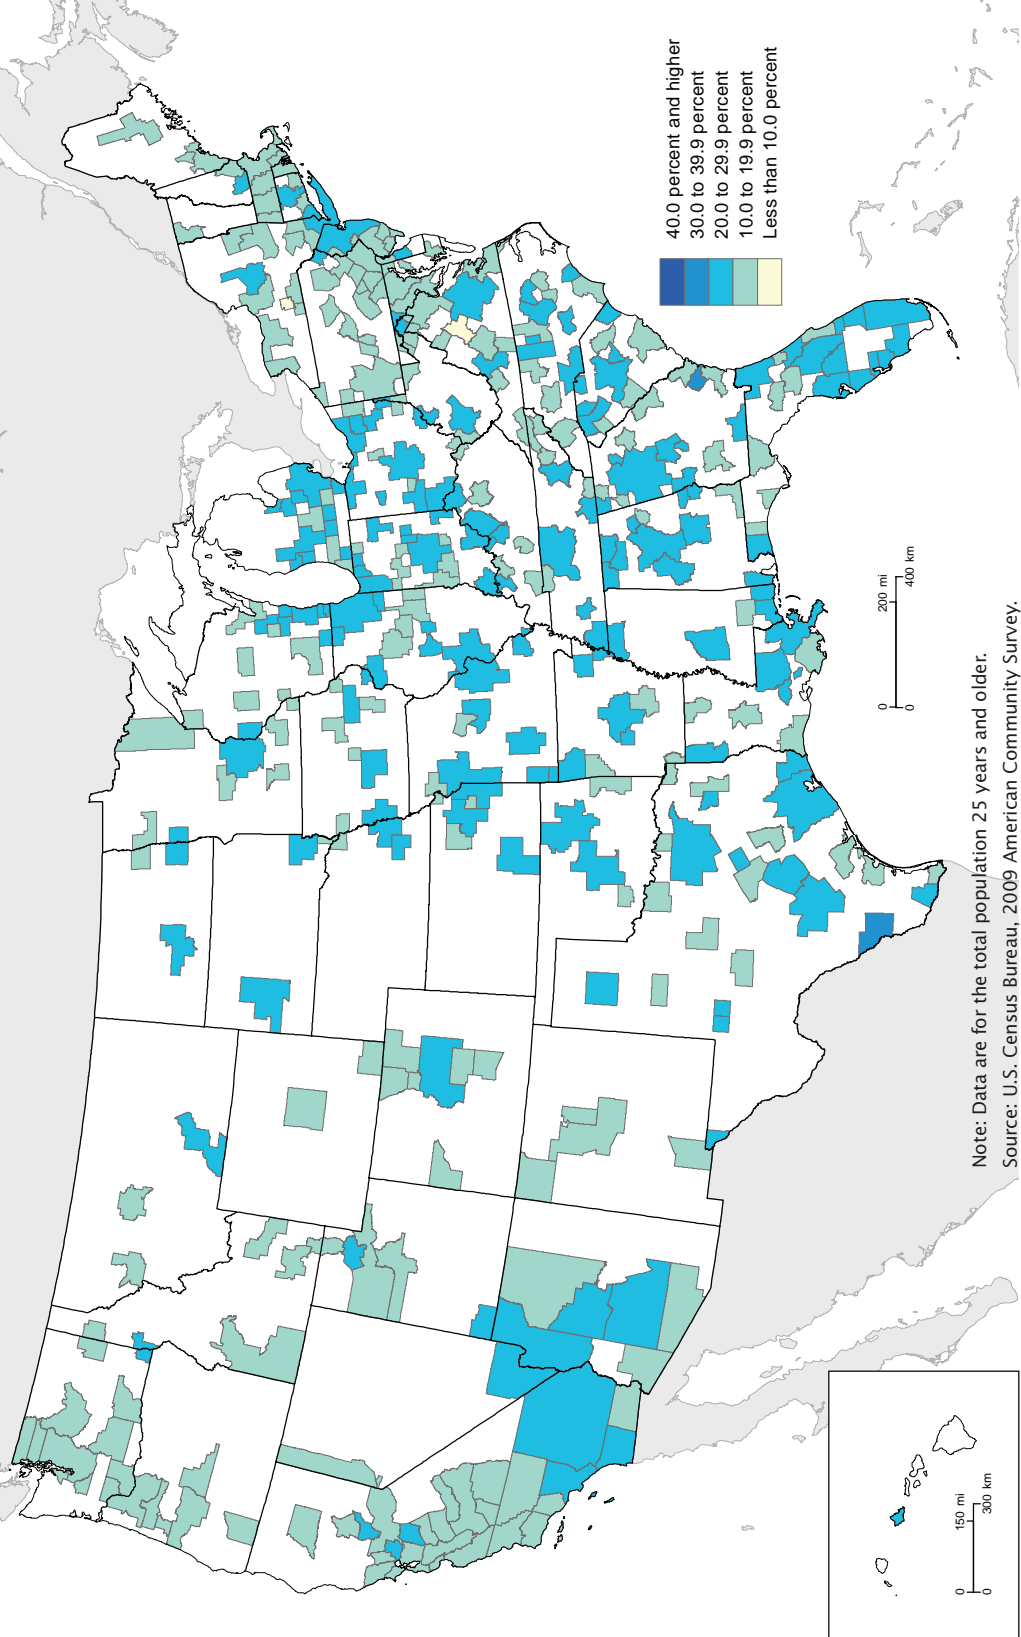 40.0 percent and higher
30.0 to 39.9 percent
20.0 to 29.9 percent
10.0 to 19.9 percent
Less than 10.0 percent
0 200 mi
0 400 km
0 150 mi
0 300 km
Note: Data are for the total population 25 years and older.
Source: U.S. Census Bureau, 2009 American Community Survey.